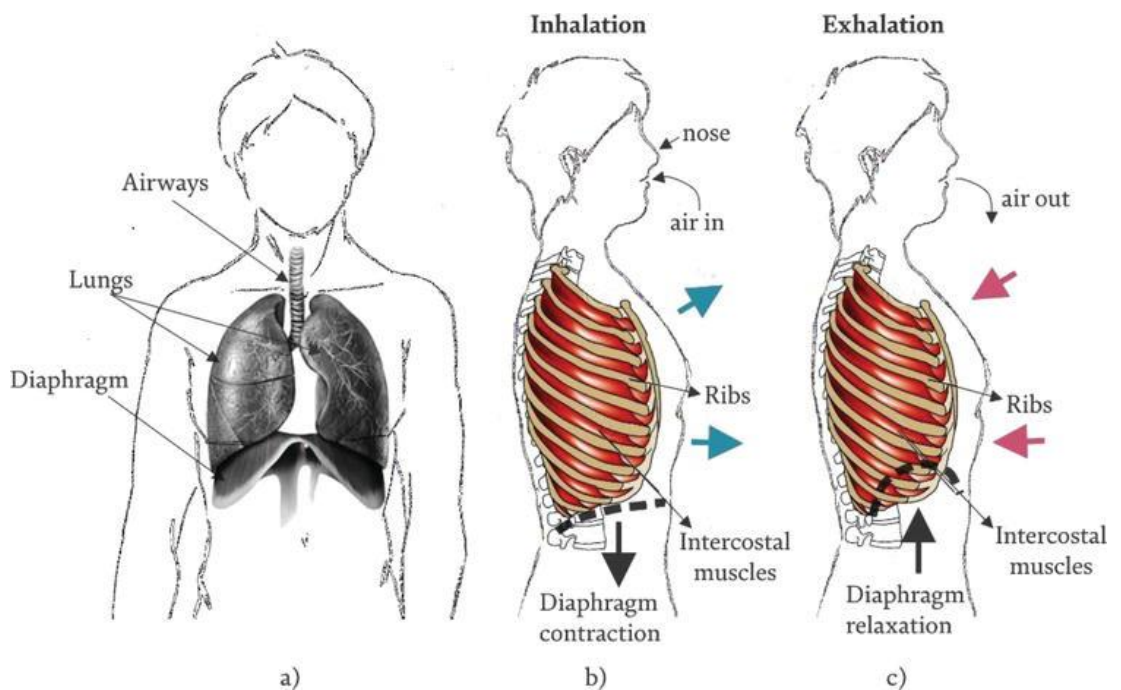 Inhalation
Exhalation
Airways
Lungs
Diaphragm
a)
nose
air in
Ribs
Intercostal
muscles
Diaphragm
contraction
b)
air out
Ribs
Intercostal
muscles
Diaphragm
relaxation
c)